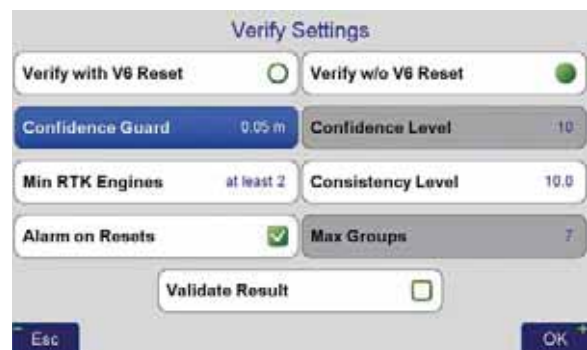 Verify Settings
Verify with V6 Reset
Verify w/o V6 Reset
Confidence Guard 0.05 m
Confidence Level 10
Min RTK Engines at least 2
Consistency Level 10.0
Alarm on Resets
Max Groups 7
Validate Result
Esc
OK